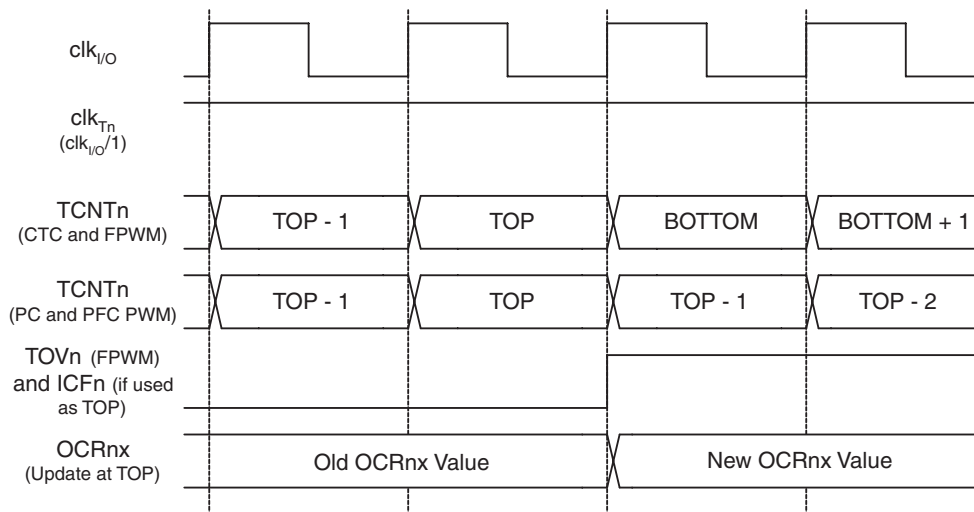 clkI/O
clkTn
(clkI/O/1)
TCNTn
(CTC and FPWM)
TOP - 1
TOP
BOTTOM
BOTTOM + 1
TCNTn
(PC and PFC PWM)
TOP - 1
TOP
TOP - 1
TOP - 2
TOVn (FPWM)
and ICFn (if used
as TOP)
OCRnx
(Update at TOP)
Old OCRnx Value
New OCRnx Value